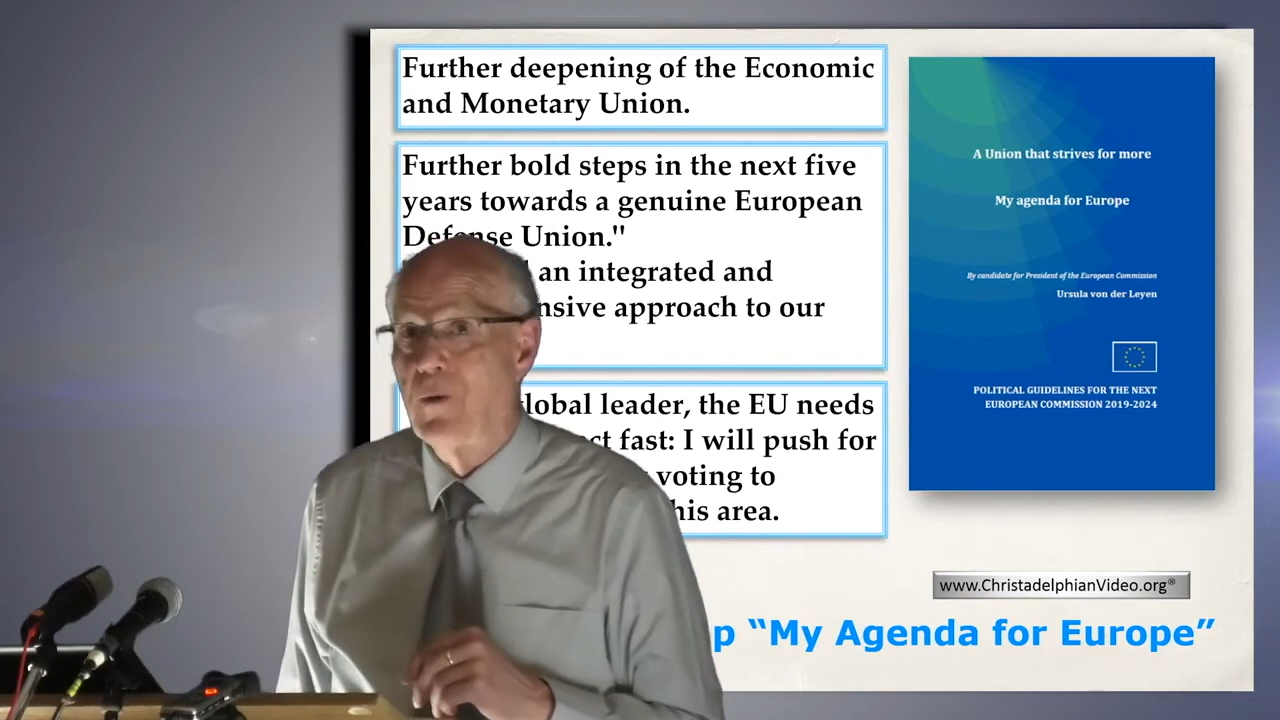 Further deepening of the Economic
and Monetary Union.
Further bold steps in the next five
years towards a genuine European
Defense Union."
an integrated and
our
approach to
EU needs
leader, the
fast: I will push for
voting to
area.
A Union that strives for more
My agenda for Europe
By candidate for President of the European Commission
Ursula von der Leyen
POLITICAL GUIDELINES FOR THE NEXT
EUROPEAN COMMISSION 2019-2024
www.ChristadelphianVideo.org®
“My Agenda for Europe”